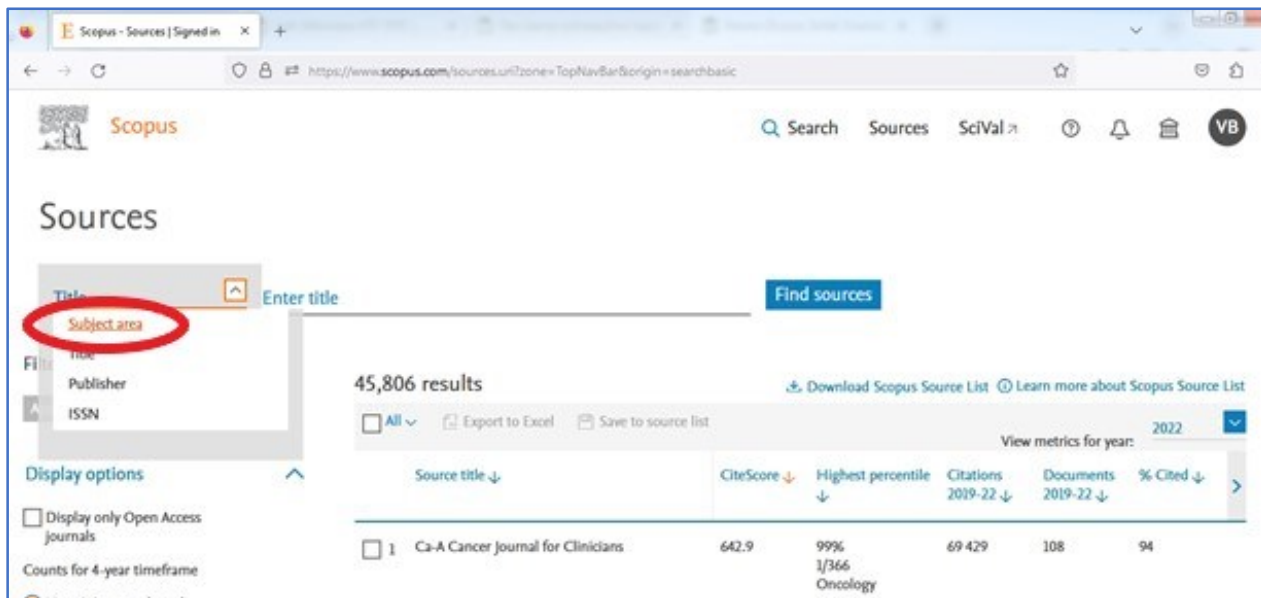 Scopus - Sources | Signed in
https://www.scopus.com/sources.uri?zone=TopNavBar&origin=searchbasic
Scopus
Search Sources SciVal VB
Sources
Title Enter title Find sources
Subject area
Title
Publisher
ISSN
45,806 results Download Scopus Source List Learn more about Scopus Source List
All Export to Excel Save to source list
View metrics for year: 2022
Display options
Source title CiteScore Highest percentile Citations 2019-22 Documents 2019-22 % Cited
Display only Open Access journals
1 Ca-A Cancer Journal for Clinicians 642.9 99% 69 429 108 94
1/366
Oncology
Counts for 4-year timeframe